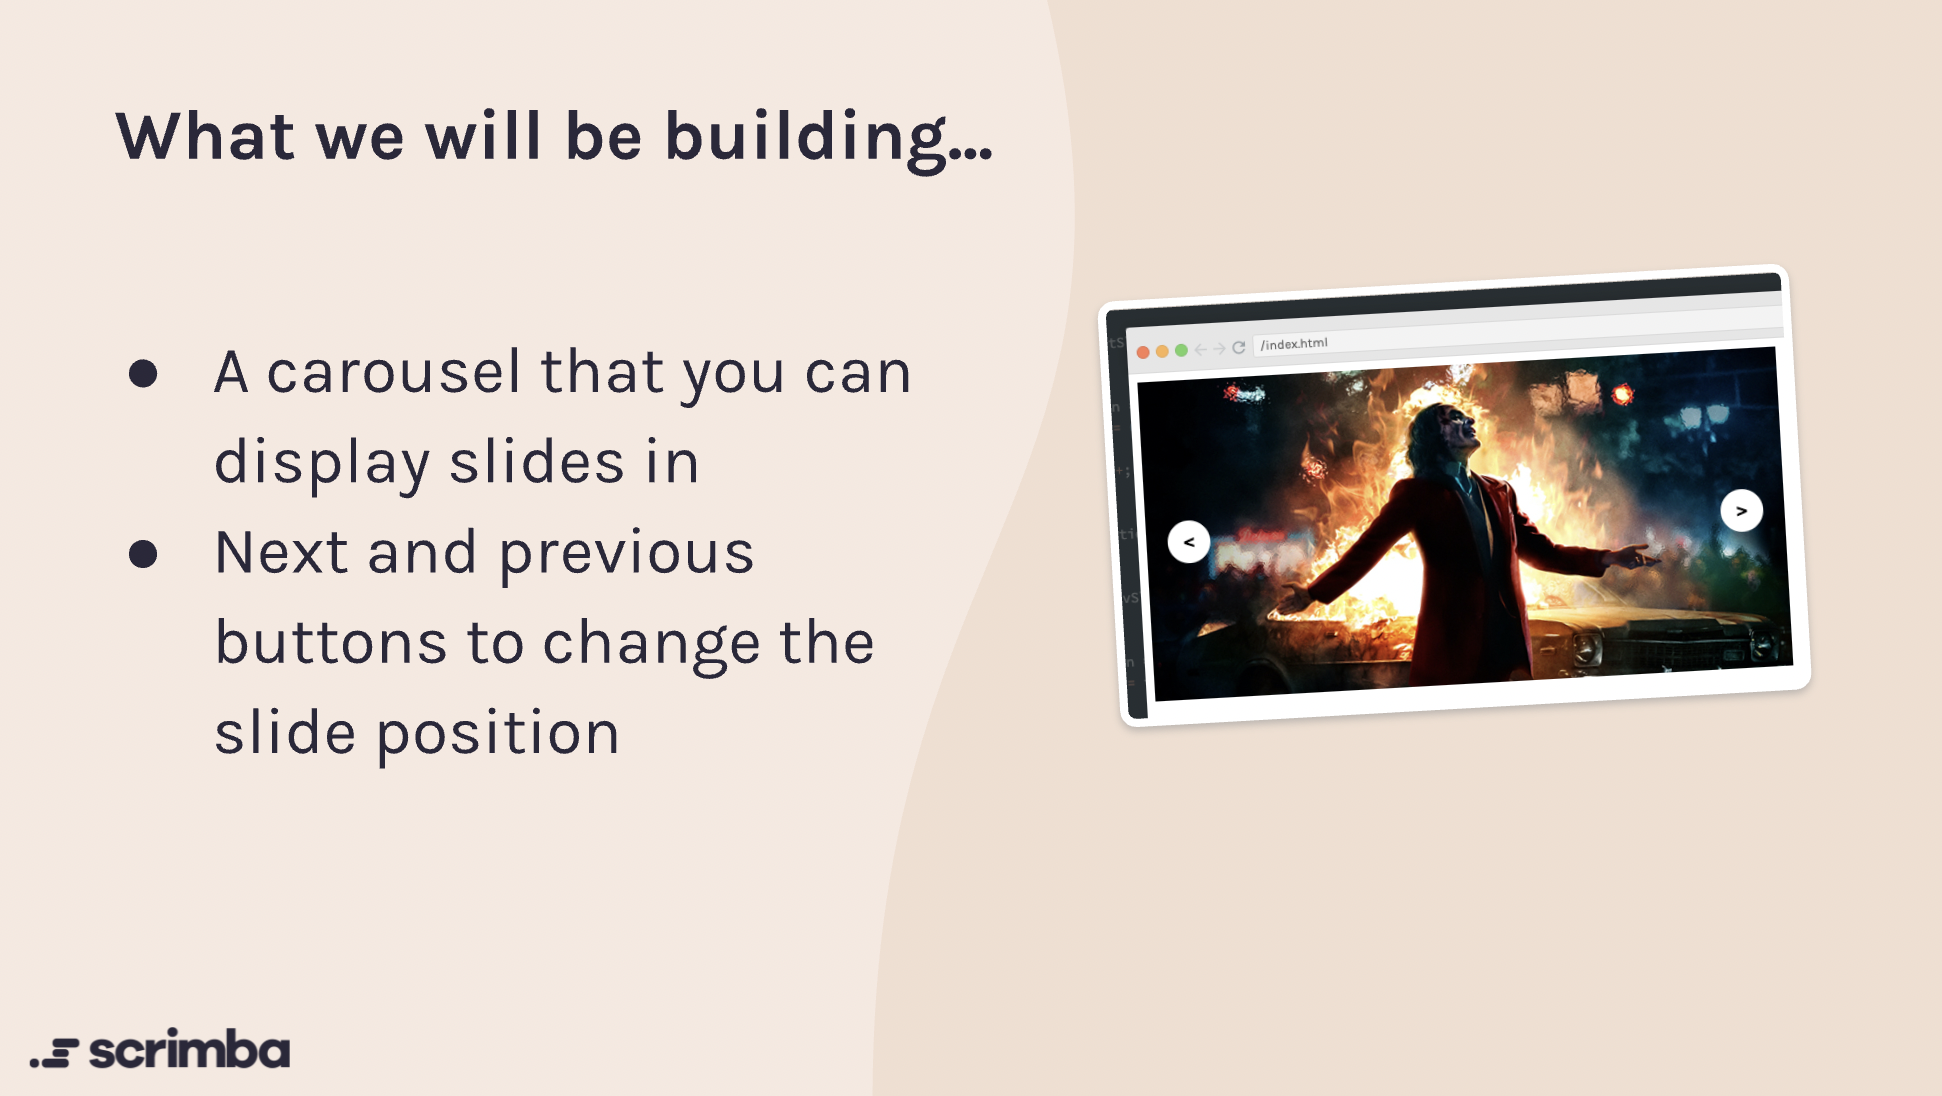 What we will be building...
● A carousel that you can
display slides in
● Next and previous
buttons to change the
slide position
/index.html
<
>
scrimba